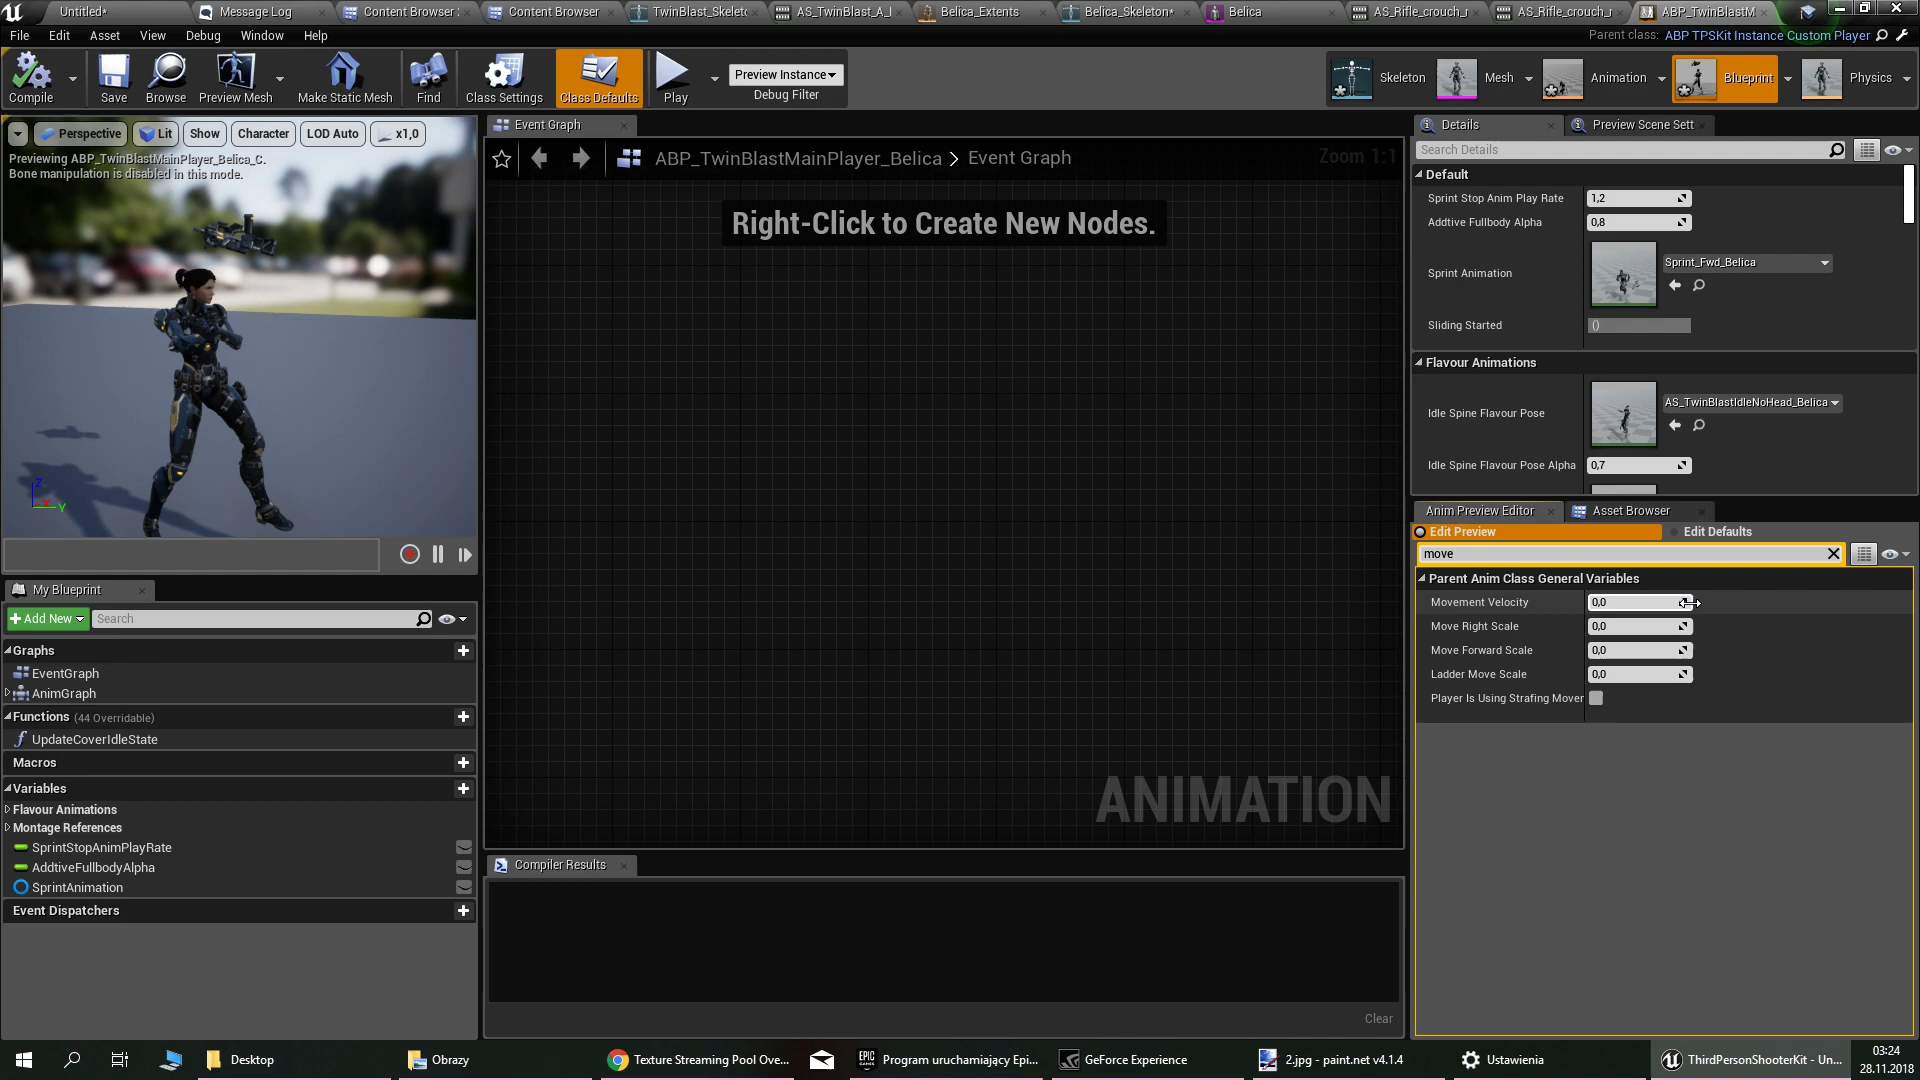 Untitled*
Message Log
Content Browser
Content Browser
TwinBlast_Skelet
AS_TwinBlast_A_I
Belica_Extents
Belica_Skeleton*
Belica
AS_Rifle_crouch_
AS_Rifle_crouch_
ABP_TwinBlastM
File
Edit
Asset
View
Debug
Window
Help
Parent class: ABP TPSKit Instance Custom Player
Compile
Save
Browse
Preview Mesh
Make Static Mesh
Find
Class Settings
Class Defaults
Play
Preview Instance
Debug Filter
Skeleton
Mesh
Animation
Blueprint
Physics
Perspective
Lit
Show
Character
LOD Auto
x1,0
Previewing ABP_TwinBlastMainPlayer_Belica_C.
Bone manipulation is disabled in this mode.
Z
X
Y
Event Graph
ABP_TwinBlastMainPlayer_Belica > Event Graph
Zoom 1:1
Right-Click to Create New Nodes.
ANIMATION
Compiler Results
Clear
My Blueprint
Add New
Search
Graphs
EventGraph
AnimGraph
Functions (44 Overridable)
UpdateCoverIdleState
Macros
Variables
Flavour Animations
Montage References
SprintStopAnimPlayRate
AddtiveFullbodyAlpha
SprintAnimation
Event Dispatchers
Details
Preview Scene Sett
Search Details
Default
Sprint Stop Anim Play Rate
1,2
Addtive Fullbody Alpha
0,8
Sprint Animation
Sprint_Fwd_Belica
Sliding Started
()
Flavour Animations
Idle Spine Flavour Pose
AS_TwinBlastIdleNoHead_Belica
Idle Spine Flavour Pose Alpha
0,7
Anim Preview Editor
Asset Browser
Edit Preview
Edit Defaults
move
Parent Anim Class General Variables
Movement Velocity
0,0
Move Right Scale
0,0
Move Forward Scale
0,0
Ladder Move Scale
0,0
Player Is Using Strafing Mover
Desktop
Obrazy
Texture Streaming Pool Ove...
EPIC GAMES
Program uruchamiający Epi...
GeForce Experience
2.jpg - paint.net v4.1.4
Ustawienia
ThirdPersonShooterKit - Un...
03:24
28.11.2018